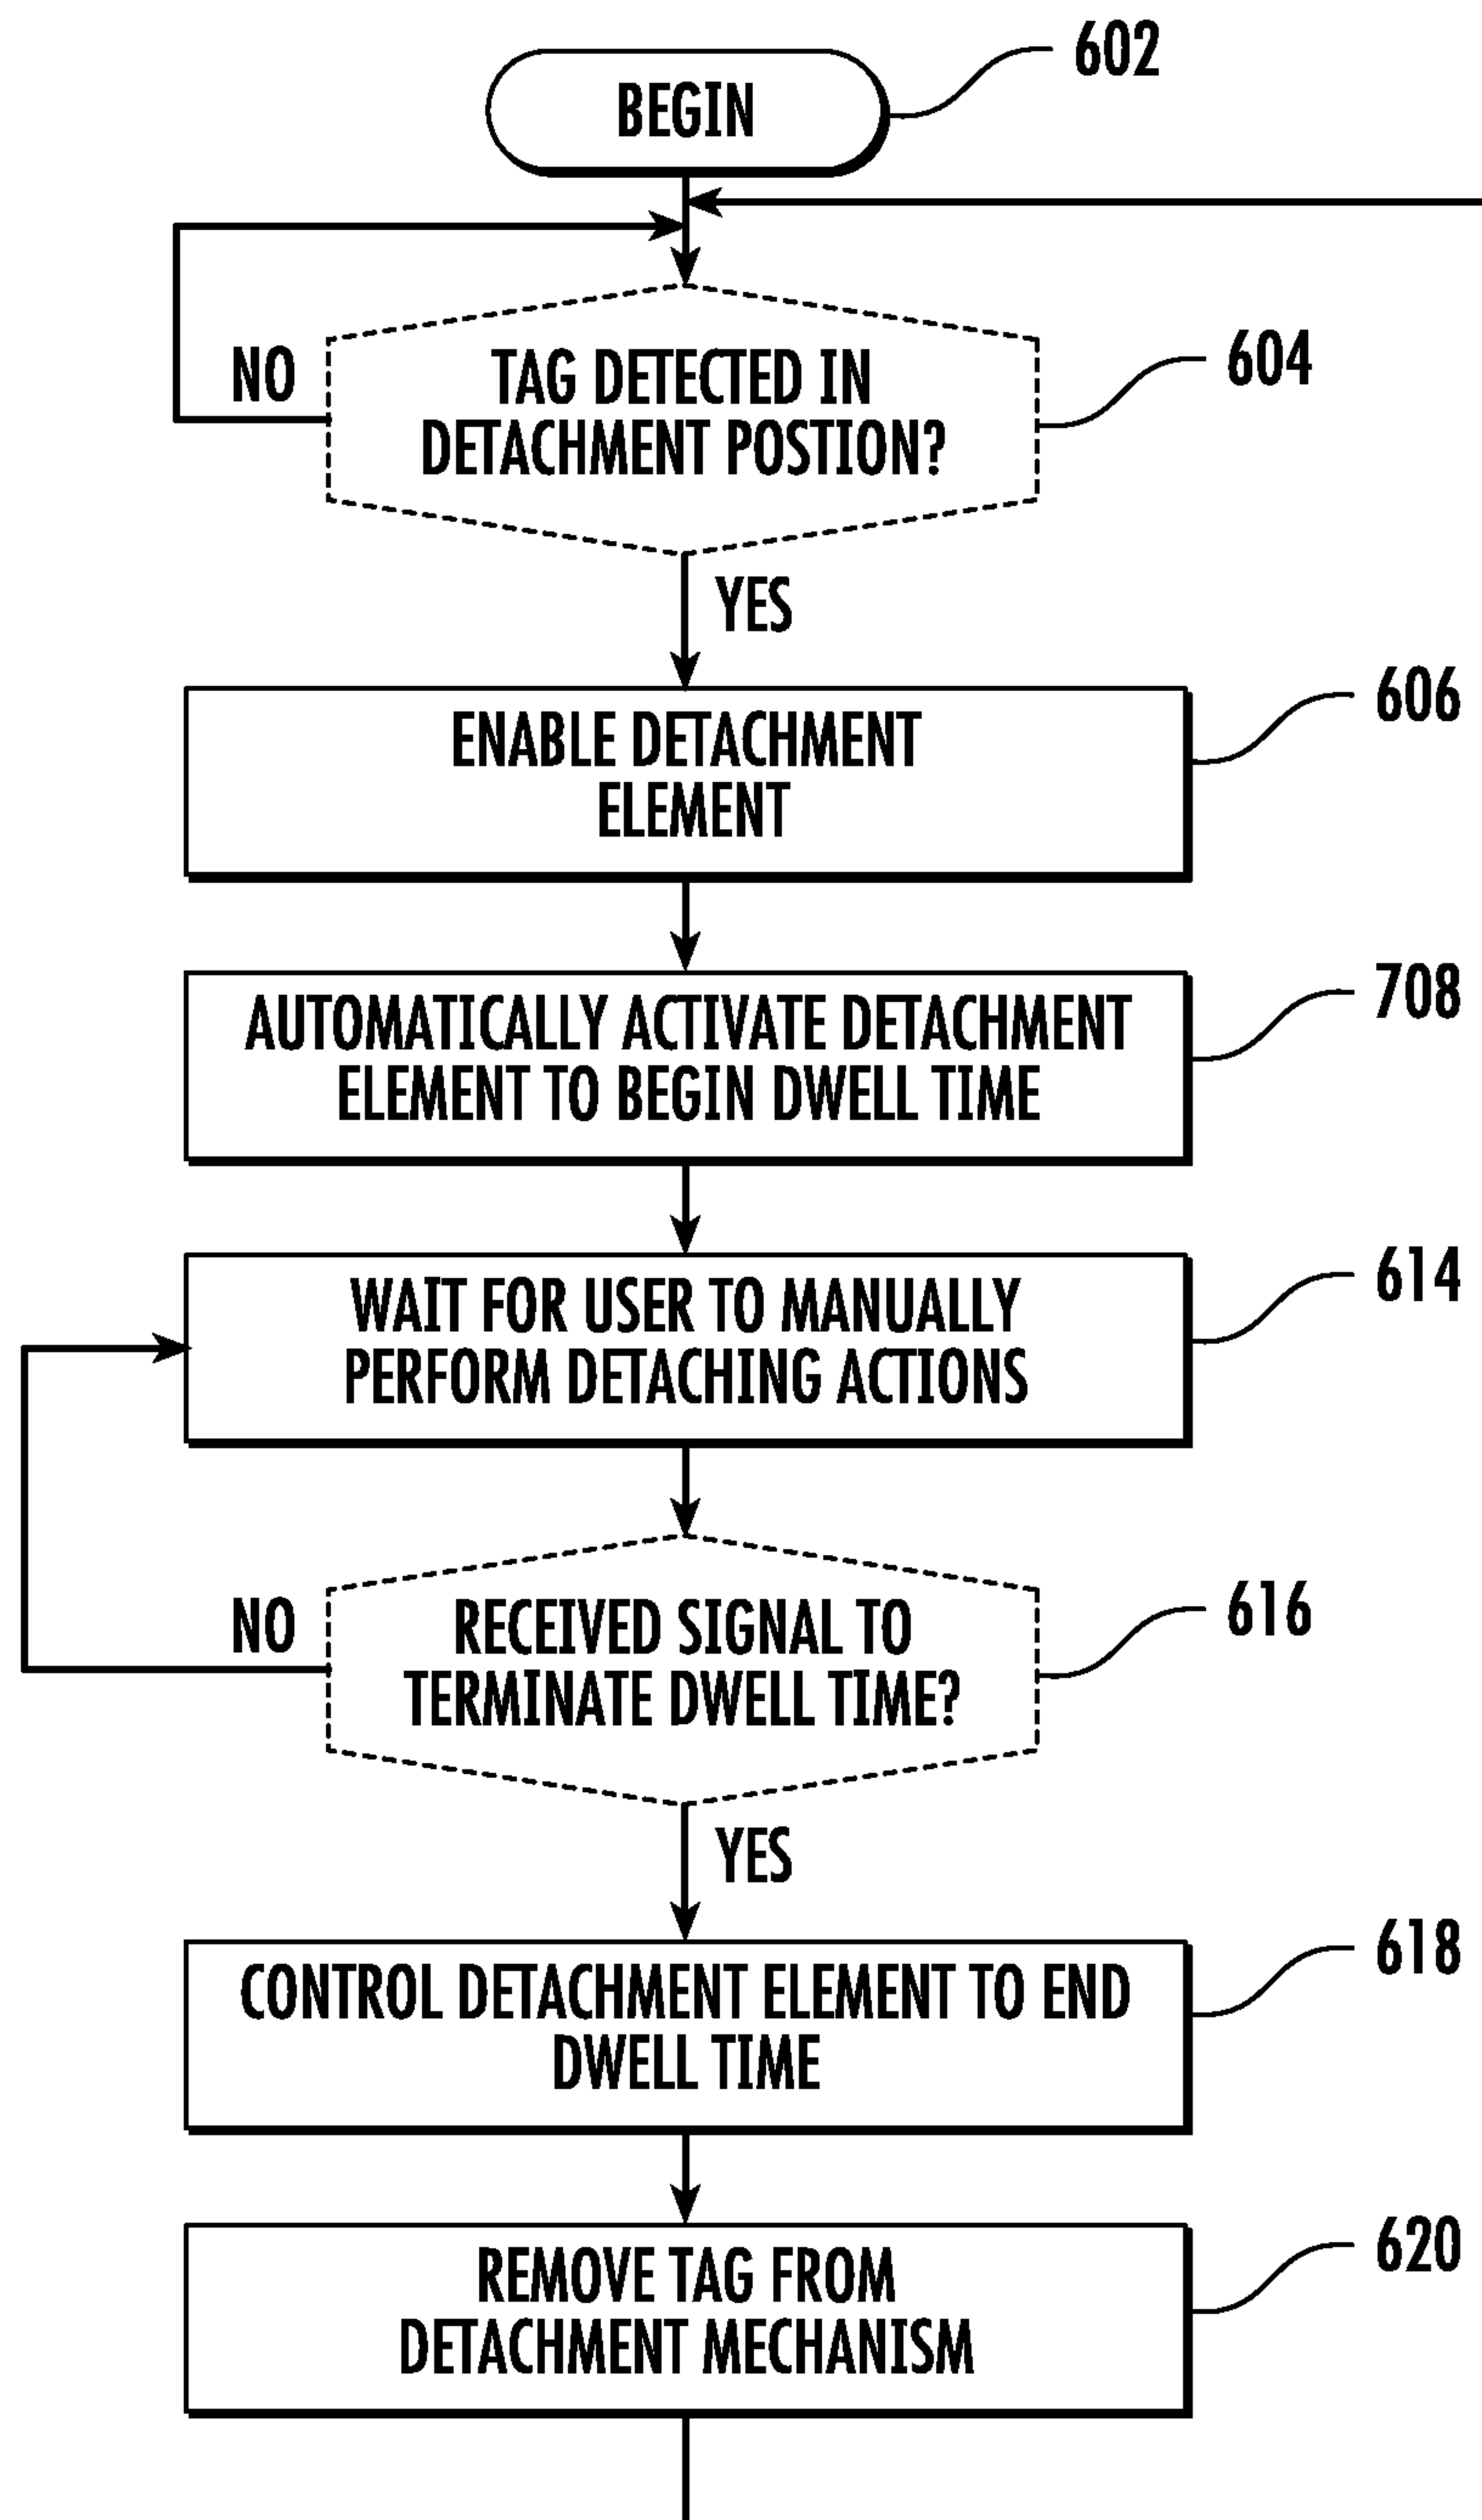 602
BEGIN
NO
TAG DETECTED IN
DETACHMENT POSTION?
604
YES
606
ENABLE DETACHMENT
ELEMENT
708
AUTOMATICALLY ACTIVATE DETACHMENT
ELEMENT TO BEGIN DWELL TIME
614
WAIT FOR USER TO MANUALLY
PERFORM DETACHING ACTIONS
NO
RECEIVED SIGNAL TO
TERMINATE DWELL TIME?
616
YES
618
CONTROL DETACHMENT ELEMENT TO END
DWELL TIME
620
REMOVE TAG FROM
DETACHMENT MECHANISM